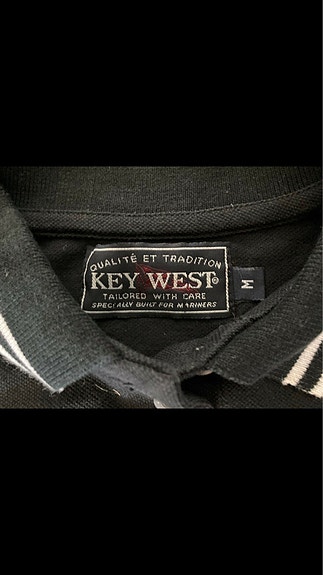 QUALITÉ ET TRADITION
KEY WEST®
TAILORED WITH CARE
SPECIALLY BUILT FOR MARINERS
M